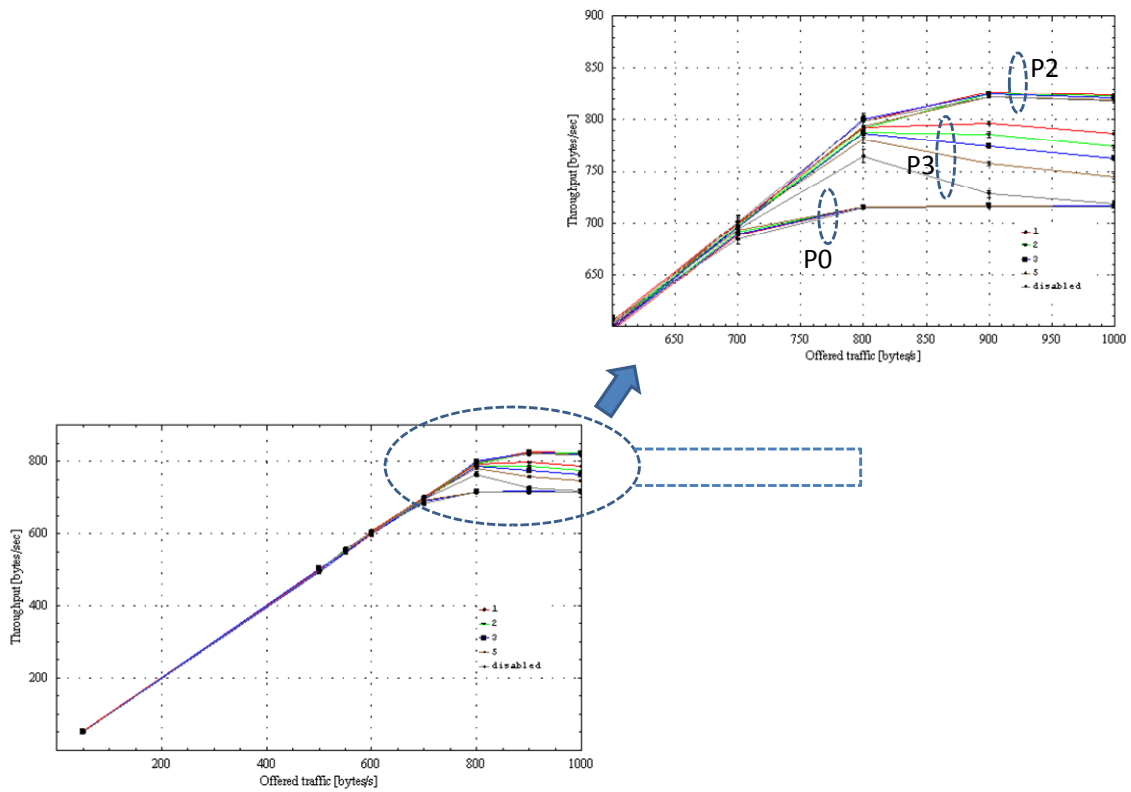 900
850
800
750
700
650
Throughput [bytes/sec]
P2
P3
P0
1
2
3
5
disabled
650 700 750 800 850 900 950 1000
Offered traffic [bytes/s]
800
600
400
200
Throughput [bytes/sec]
1
2
3
5
disabled
200 400 600 800 1000
Offered traffic [bytes/s]